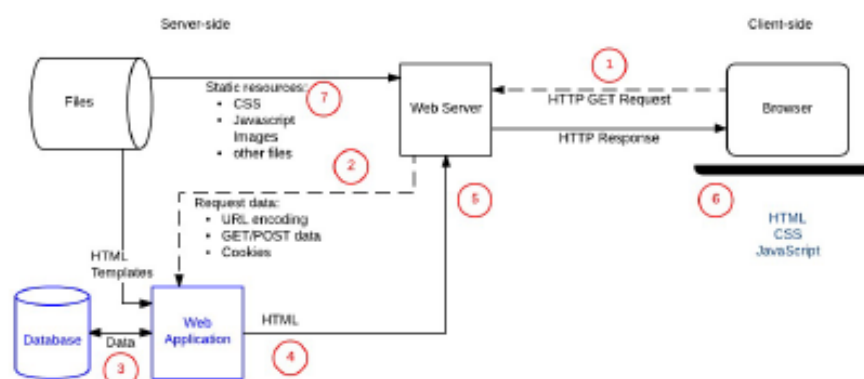 Server-side
Client-side
Files
Static resources:
• CSS
• Javascript
Images
• other files
7
Web Server
1
HTTP GET Request
HTTP Response
Browser
2
Request data:
• URL encoding
• GET/POST data
• Cookies
5
6
HTML
CSS
JavaScript
HTML
Templates
Database
Data
3
Web
Application
HTML
4